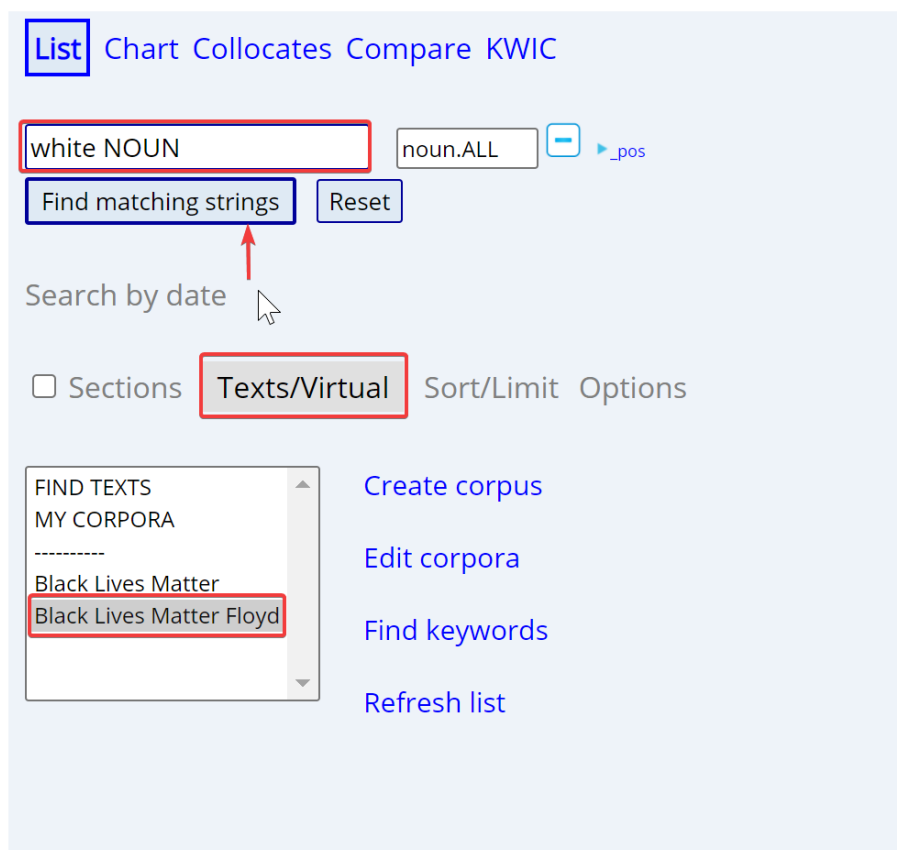 List Chart Collocates Compare KWIC
white NOUN noun.ALL _pos
Find matching strings Reset
Search by date
Sections Texts/Virtual Sort/Limit Options
FIND TEXTS
MY CORPORA
----------
Black Lives Matter
Black Lives Matter Floyd
Create corpus
Edit corpora
Find keywords
Refresh list